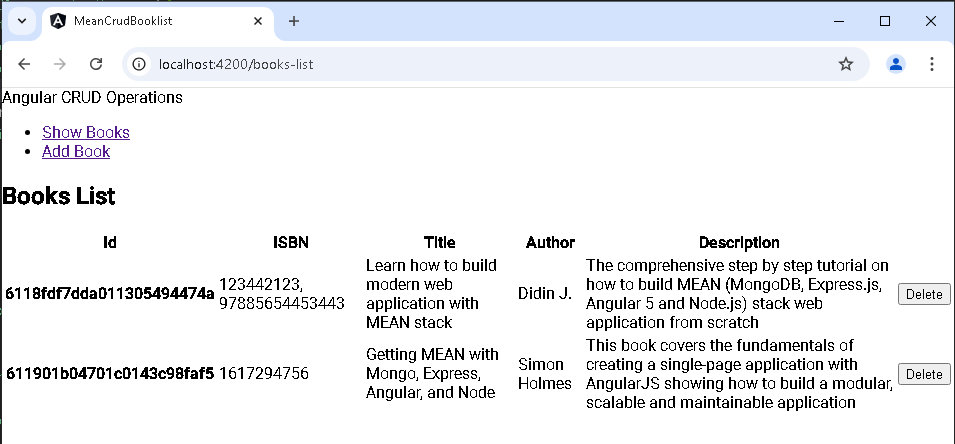 MeanCrudBooklist
localhost:4200/books-list
Angular CRUD Operations
Show Books
Add Book
Books List
Id ISBN Title Author Description
6118fdf7dda011305494474a 123442123, 97885654453443 Learn how to build modern web application with MEAN stack Didin J. The comprehensive step by step tutorial on how to build MEAN (MongoDB, Express.js, Angular 5 and Node.js) stack web application from scratch Delete
611901b04701c0143c98faf5 1617294756 Getting MEAN with Mongo, Express, Angular, and Node Simon Holmes This book covers the fundamentals of creating a single-page application with AngularJS showing how to build a modular, scalable and maintainable application Delete